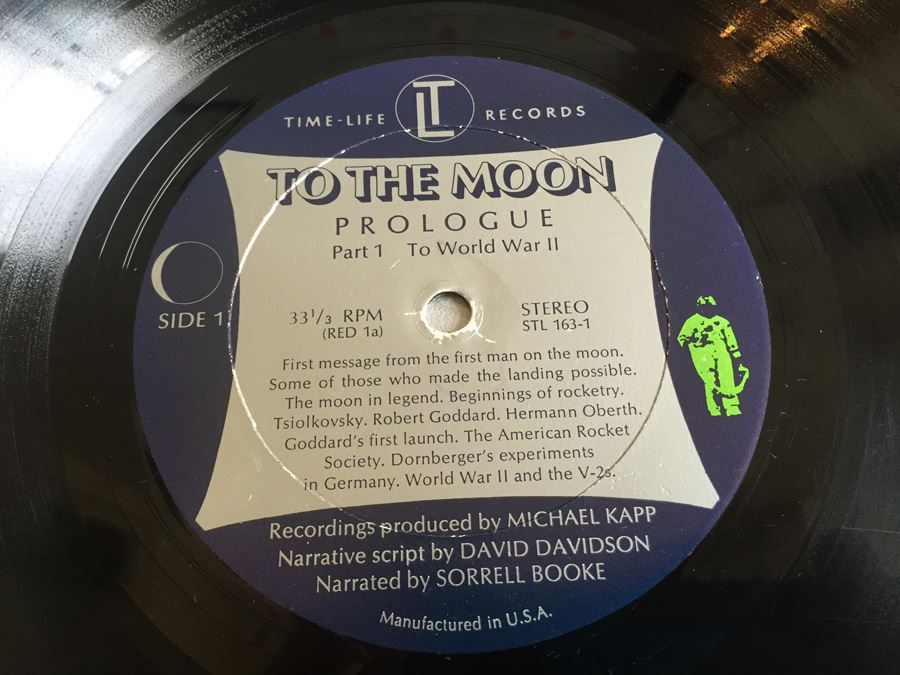 TIME-LIFE LT RECORDS
TO THE MOON
PROLOGUE
Part 1 To World War II
SIDE 1
33 1/3 RPM
(RED 1a)
STEREO
STL 163-1
First message from the first man on the moon.
Some of those who made the landing possible.
The moon in legend. Beginnings of rocketry.
Tsiolkovsky. Robert Goddard. Hermann Oberth.
Goddard's first launch. The American Rocket
Society. Dornberger's experiments
in Germany. World War II and the V-2s.
Recordings produced by MICHAEL KAPP
Narrative script by DAVID DAVIDSON
Narrated by SORRELL BOOKE
Manufactured in U.S.A.